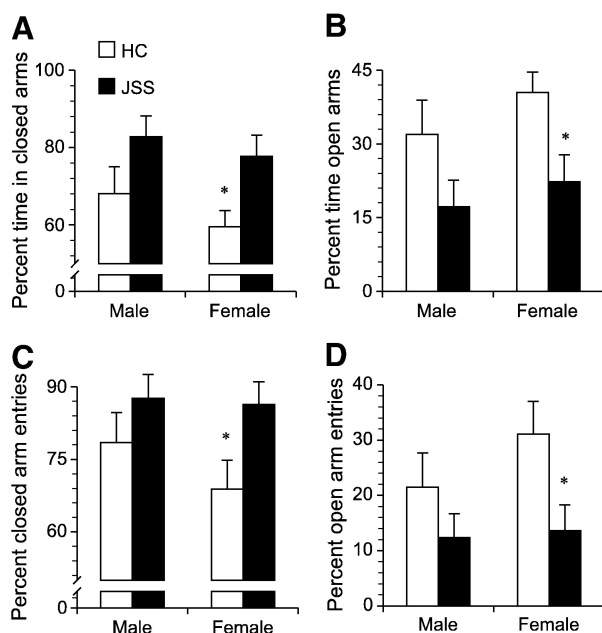 A
HC
JSS
Percent time in closed arms
100
80
60
0
*
Male
Female
B
Percent time open arms
45
30
15
0
*
Male
Female
C
Percent closed arm entries
90
75
60
0
*
Male
Female
D
Percent open arm entries
40
30
20
10
0
*
Male
Female